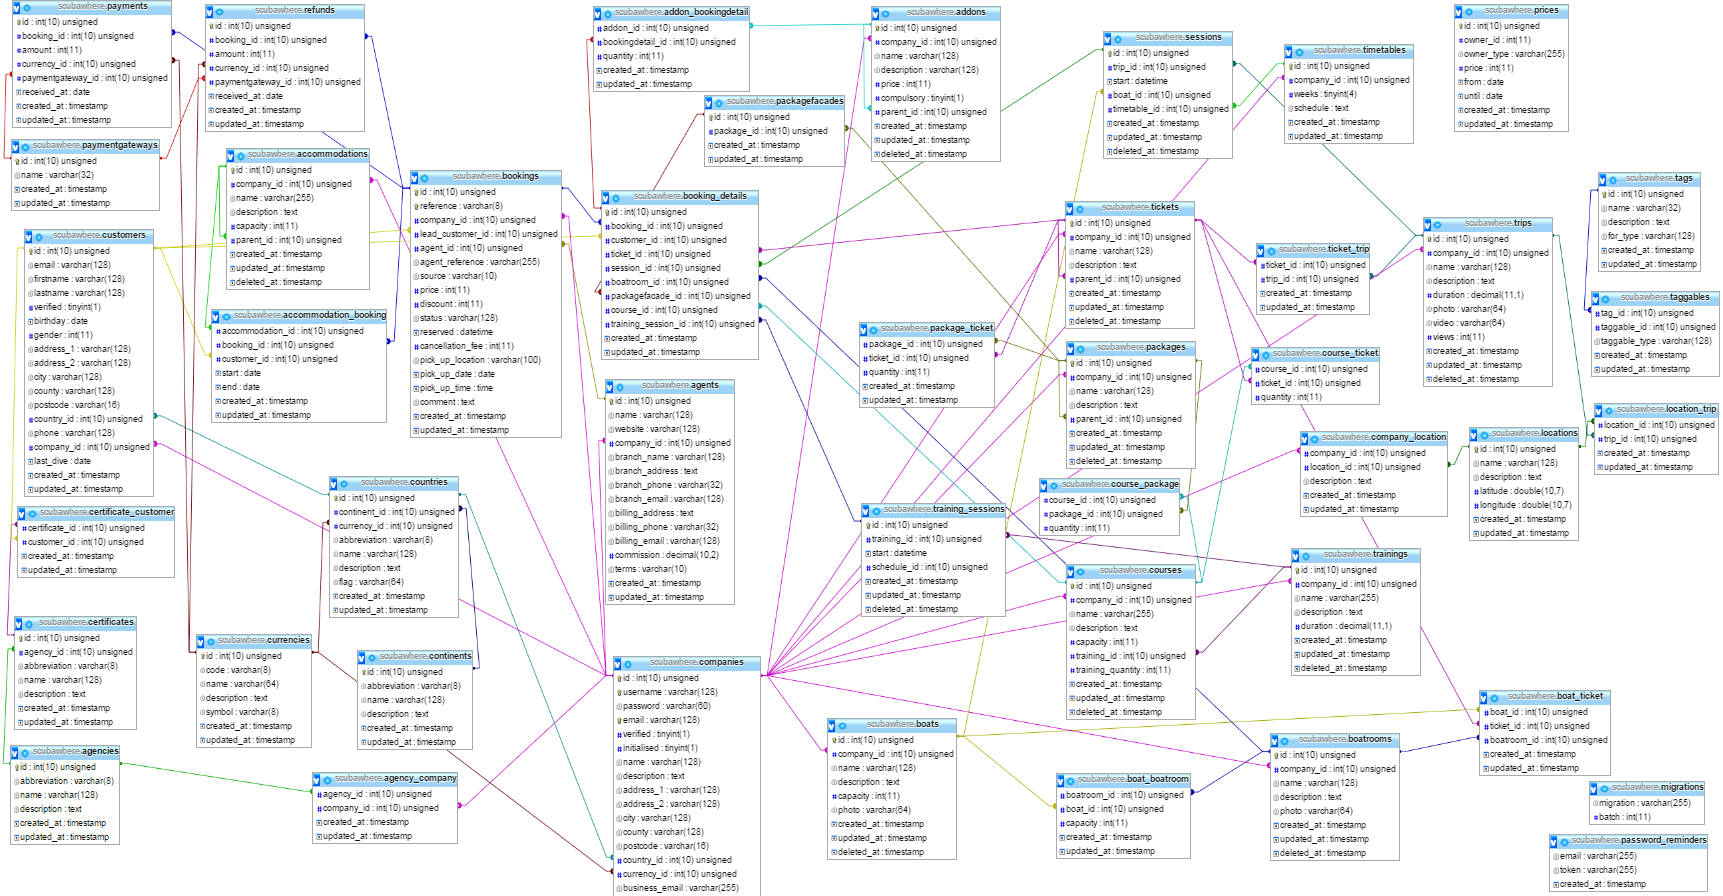 scubawhere.payments
id : int(10) unsigned
booking_id : int(10) unsigned
amount : int(11)
currency_id : int(10) unsigned
paymentgateway_id : int(10) unsigned
received_at : date
created_at : timestamp
updated_at : timestamp
scubawhere.refunds
id : int(10) unsigned
booking_id : int(10) unsigned
amount : int(11)
currency_id : int(10) unsigned
paymentgateway_id : int(10) unsigned
received_at : date
created_at : timestamp
updated_at : timestamp
scubawhere.addon_bookingdetail
addon_id : int(10) unsigned
bookingdetail_id : int(10) unsigned
quantity : int(11)
created_at : timestamp
updated_at : timestamp
scubawhere.addons
id : int(10) unsigned
company_id : int(10) unsigned
name : varchar(128)
description : varchar(128)
price : int(11)
compulsory : tinyint(1)
parent_id : int(10) unsigned
created_at : timestamp
updated_at : timestamp
deleted_at : timestamp
scubawhere.sessions
id : int(10) unsigned
trip_id : int(10) unsigned
start : datetime
boat_id : int(10) unsigned
timetable_id : int(10) unsigned
created_at : timestamp
updated_at : timestamp
deleted_at : timestamp
scubawhere.timetables
id : int(10) unsigned
company_id : int(10) unsigned
weeks : tinyint(4)
schedule : text
created_at : timestamp
updated_at : timestamp
scubawhere.prices
id : int(10) unsigned
owner_id : int(11)
owner_type : varchar(255)
price : int(11)
from : date
until : date
created_at : timestamp
updated_at : timestamp
scubawhere.packagefacades
id : int(10) unsigned
package_id : int(10) unsigned
created_at : timestamp
updated_at : timestamp
scubawhere.paymentgateways
id : int(10) unsigned
name : varchar(32)
created_at : timestamp
updated_at : timestamp
scubawhere.accommodations
id : int(10) unsigned
company_id : int(10) unsigned
name : varchar(255)
description : text
capacity : int(11)
parent_id : int(10) unsigned
created_at : timestamp
updated_at : timestamp
deleted_at : timestamp
scubawhere.bookings
id : int(10) unsigned
reference : varchar(8)
company_id : int(10) unsigned
lead_customer_id : int(10) unsigned
agent_id : int(10) unsigned
agent_reference : varchar(255)
source : varchar(10)
price : int(11)
discount : int(11)
status : varchar(128)
reserved : datetime
cancellation_fee : int(11)
pick_up_location : varchar(100)
pick_up_date : date
pick_up_time : time
comment : text
created_at : timestamp
updated_at : timestamp
scubawhere.booking_details
id : int(10) unsigned
booking_id : int(10) unsigned
customer_id : int(10) unsigned
ticket_id : int(10) unsigned
session_id : int(10) unsigned
boatroom_id : int(10) unsigned
packagefacade_id : int(10) unsigned
course_id : int(10) unsigned
training_session_id : int(10) unsigned
created_at : timestamp
updated_at : timestamp
scubawhere.tickets
id : int(10) unsigned
company_id : int(10) unsigned
name : varchar(128)
description : text
parent_id : int(10) unsigned
created_at : timestamp
updated_at : timestamp
deleted_at : timestamp
scubawhere.ticket_trip
ticket_id : int(10) unsigned
trip_id : int(10) unsigned
created_at : timestamp
updated_at : timestamp
scubawhere.trips
id : int(10) unsigned
company_id : int(10) unsigned
name : varchar(128)
description : text
duration : decimal(11,1)
photo : varchar(64)
video : varchar(64)
views : int(11)
created_at : timestamp
updated_at : timestamp
deleted_at : timestamp
scubawhere.tags
id : int(10) unsigned
name : varchar(32)
description : text
for_type : varchar(128)
created_at : timestamp
updated_at : timestamp
scubawhere.taggables
tag_id : int(10) unsigned
taggable_id : int(10) unsigned
taggable_type : varchar(128)
created_at : timestamp
updated_at : timestamp
scubawhere.customers
id : int(10) unsigned
email : varchar(128)
firstname : varchar(128)
lastname : varchar(128)
verified : tinyint(1)
birthday : date
gender : int(11)
address_1 : varchar(128)
address_2 : varchar(128)
city : varchar(128)
county : varchar(128)
postcode : varchar(16)
country_id : int(10) unsigned
phone : varchar(128)
company_id : int(10) unsigned
last_dive : date
created_at : timestamp
updated_at : timestamp
scubawhere.accommodation_booking
accommodation_id : int(10) unsigned
booking_id : int(10) unsigned
customer_id : int(10) unsigned
start : date
end : date
created_at : timestamp
updated_at : timestamp
scubawhere.agents
id : int(10) unsigned
name : varchar(128)
website : varchar(128)
company_id : int(10) unsigned
branch_name : varchar(128)
branch_address : text
branch_phone : varchar(32)
branch_email : varchar(128)
billing_address : text
billing_phone : varchar(32)
billing_email : varchar(128)
commission : decimal(10,2)
terms : varchar(10)
created_at : timestamp
updated_at : timestamp
scubawhere.package_ticket
package_id : int(10) unsigned
ticket_id : int(10) unsigned
quantity : int(11)
created_at : timestamp
updated_at : timestamp
scubawhere.packages
id : int(10) unsigned
company_id : int(10) unsigned
name : varchar(128)
description : text
parent_id : int(10) unsigned
created_at : timestamp
updated_at : timestamp
deleted_at : timestamp
scubawhere.course_ticket
course_id : int(10) unsigned
ticket_id : int(10) unsigned
quantity : int(11)
scubawhere.location_trip
location_id : int(10) unsigned
trip_id : int(10) unsigned
created_at : timestamp
updated_at : timestamp
scubawhere.company_location
company_id : int(10) unsigned
location_id : int(10) unsigned
description : text
created_at : timestamp
updated_at : timestamp
scubawhere.locations
id : int(10) unsigned
name : varchar(128)
description : text
latitude : double(10,7)
longitude : double(10,7)
created_at : timestamp
updated_at : timestamp
scubawhere.countries
id : int(10) unsigned
continent_id : int(10) unsigned
currency_id : int(10) unsigned
abbreviation : varchar(8)
name : varchar(128)
description : text
flag : varchar(64)
created_at : timestamp
updated_at : timestamp
scubawhere.course_package
course_id : int(10) unsigned
package_id : int(10) unsigned
quantity : int(11)
scubawhere.certificate_customer
certificate_id : int(10) unsigned
customer_id : int(10) unsigned
created_at : timestamp
updated_at : timestamp
scubawhere.training_sessions
id : int(10) unsigned
training_id : int(10) unsigned
start : datetime
schedule_id : int(10) unsigned
created_at : timestamp
updated_at : timestamp
deleted_at : timestamp
scubawhere.trainings
id : int(10) unsigned
company_id : int(10) unsigned
name : varchar(255)
description : text
duration : decimal(11,1)
created_at : timestamp
updated_at : timestamp
deleted_at : timestamp
scubawhere.courses
id : int(10) unsigned
company_id : int(10) unsigned
name : varchar(255)
description : text
capacity : int(11)
training_id : int(10) unsigned
training_quantity : int(11)
created_at : timestamp
updated_at : timestamp
deleted_at : timestamp
scubawhere.certificates
id : int(10) unsigned
agency_id : int(10) unsigned
abbreviation : varchar(8)
name : varchar(128)
description : text
created_at : timestamp
updated_at : timestamp
scubawhere.currencies
id : int(10) unsigned
code : varchar(8)
name : varchar(64)
description : text
symbol : varchar(8)
created_at : timestamp
updated_at : timestamp
scubawhere.continents
id : int(10) unsigned
abbreviation : varchar(8)
name : varchar(128)
description : text
created_at : timestamp
updated_at : timestamp
scubawhere.companies
id : int(10) unsigned
username : varchar(128)
password : varchar(60)
email : varchar(128)
verified : tinyint(1)
initialised : tinyint(1)
name : varchar(128)
description : text
address_1 : varchar(128)
address_2 : varchar(128)
city : varchar(128)
county : varchar(128)
postcode : varchar(16)
country_id : int(10) unsigned
currency_id : int(10) unsigned
business_email : varchar(255)
scubawhere.boats
id : int(10) unsigned
company_id : int(10) unsigned
name : varchar(128)
description : text
capacity : int(11)
photo : varchar(64)
created_at : timestamp
updated_at : timestamp
deleted_at : timestamp
scubawhere.boat_ticket
boat_id : int(10) unsigned
ticket_id : int(10) unsigned
boatroom_id : int(10) unsigned
created_at : timestamp
updated_at : timestamp
scubawhere.boatrooms
id : int(10) unsigned
company_id : int(10) unsigned
name : varchar(128)
description : text
photo : varchar(64)
created_at : timestamp
updated_at : timestamp
deleted_at : timestamp
scubawhere.agencies
id : int(10) unsigned
abbreviation : varchar(8)
name : varchar(128)
description : text
created_at : timestamp
updated_at : timestamp
scubawhere.agency_company
agency_id : int(10) unsigned
company_id : int(10) unsigned
created_at : timestamp
updated_at : timestamp
scubawhere.boat_boatroom
boatroom_id : int(10) unsigned
boat_id : int(10) unsigned
capacity : int(11)
created_at : timestamp
updated_at : timestamp
scubawhere.migrations
migration : varchar(255)
batch : int(11)
scubawhere.password_reminders
email : varchar(255)
token : varchar(255)
created_at : timestamp